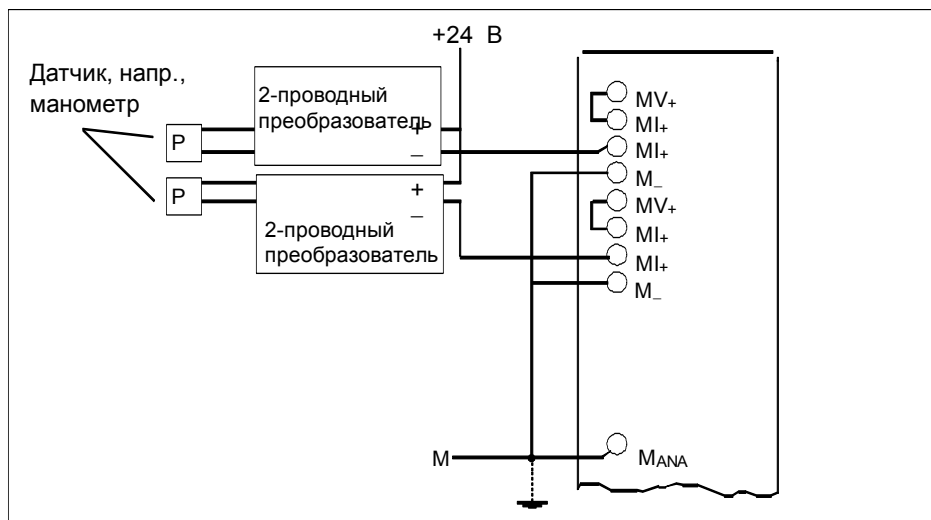 +24 В
Датчик, напр.,
манометр
2-проводный
преобразователь
P
+
–
P
+
–
2-проводный
преобразователь
MV+
MI+
MI+
M–
MV+
MI+
MI+
M–
M
MANA